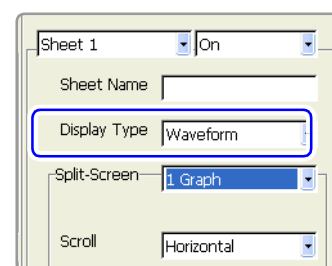 Sheet 1 On
Sheet Name
Display Type Waveform
Split-Screen 1 Graph
Scroll Horizontal